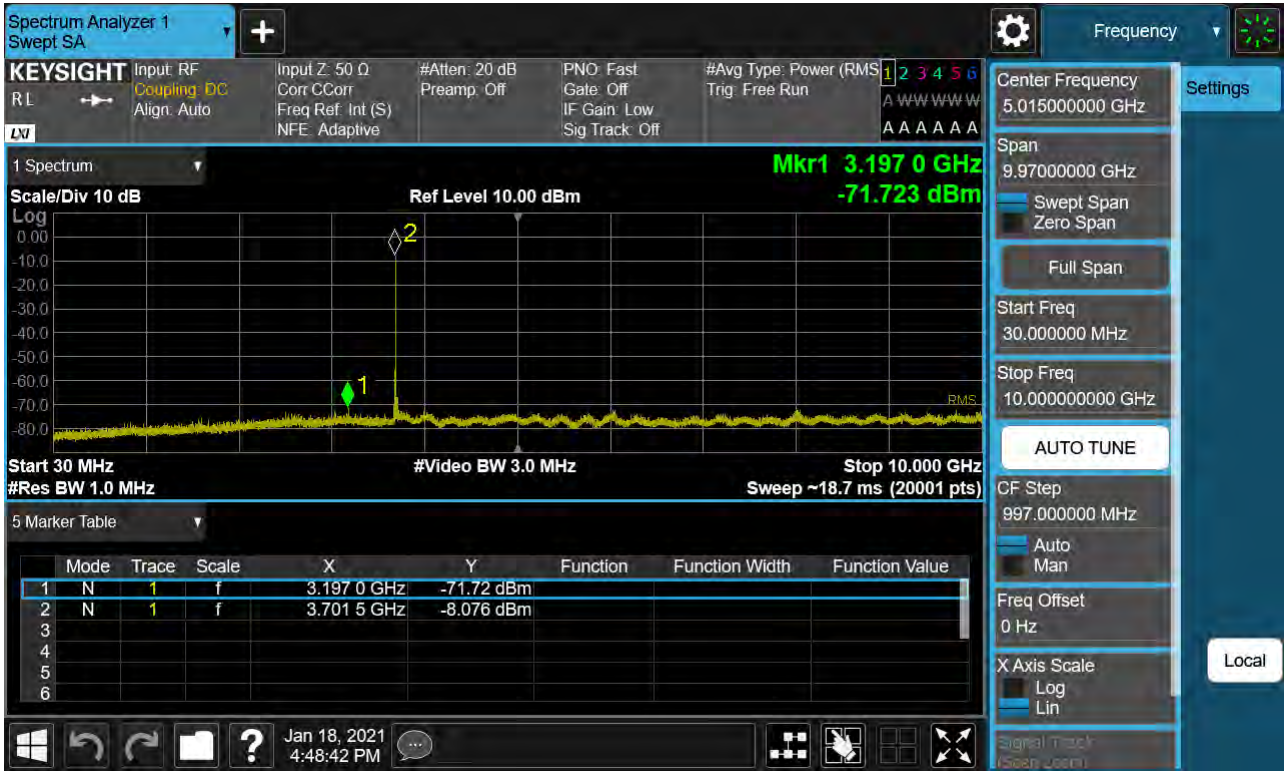 Spectrum Analyzer 1
Swept SA
+
Frequency
KEYSIGHT
RL
LXI
Input: RF
Coupling: DC
Align: Auto
Input Z: 50 Ω
Corr CCorr
Freq Ref: Int (S)
NFE: Adaptive
#Atten: 20 dB
Preamp: Off
PNO: Fast
Gate: Off
IF Gain: Low
Sig Track: Off
#Avg Type: Power (RMS
Trig: Free Run
1 2 3 4 5 6
A W W W W W
A A A A A A
1 Spectrum
Mkr1 3.197 0 GHz
Scale/Div 10 dB
Ref Level 10.00 dBm
-71.723 dBm
Log
0.00
-10.0
-20.0
-30.0
-40.0
-50.0
-60.0
-70.0
-80.0
2
1
RMS
Start 30 MHz
#Video BW 3.0 MHz
Stop 10.000 GHz
#Res BW 1.0 MHz
Sweep ~18.7 ms (20001 pts)
5 Marker Table
Mode Trace Scale X Y Function Function Width Function Value
1 N 1 f 3.197 0 GHz -71.72 dBm
2 N 1 f 3.701 5 GHz -8.076 dBm
3
4
5
6
Jan 18, 2021
4:48:42 PM
?
Center Frequency
5.015000000 GHz
Settings
Span
9.97000000 GHz
Swept Span
Zero Span
Full Span
Start Freq
30.000000 MHz
Stop Freq
10.000000000 GHz
AUTO TUNE
CF Step
997.000000 MHz
Auto
Man
Freq Offset
0 Hz
X Axis Scale
Log
Lin
Local
Signal Track
(Span Zoom)